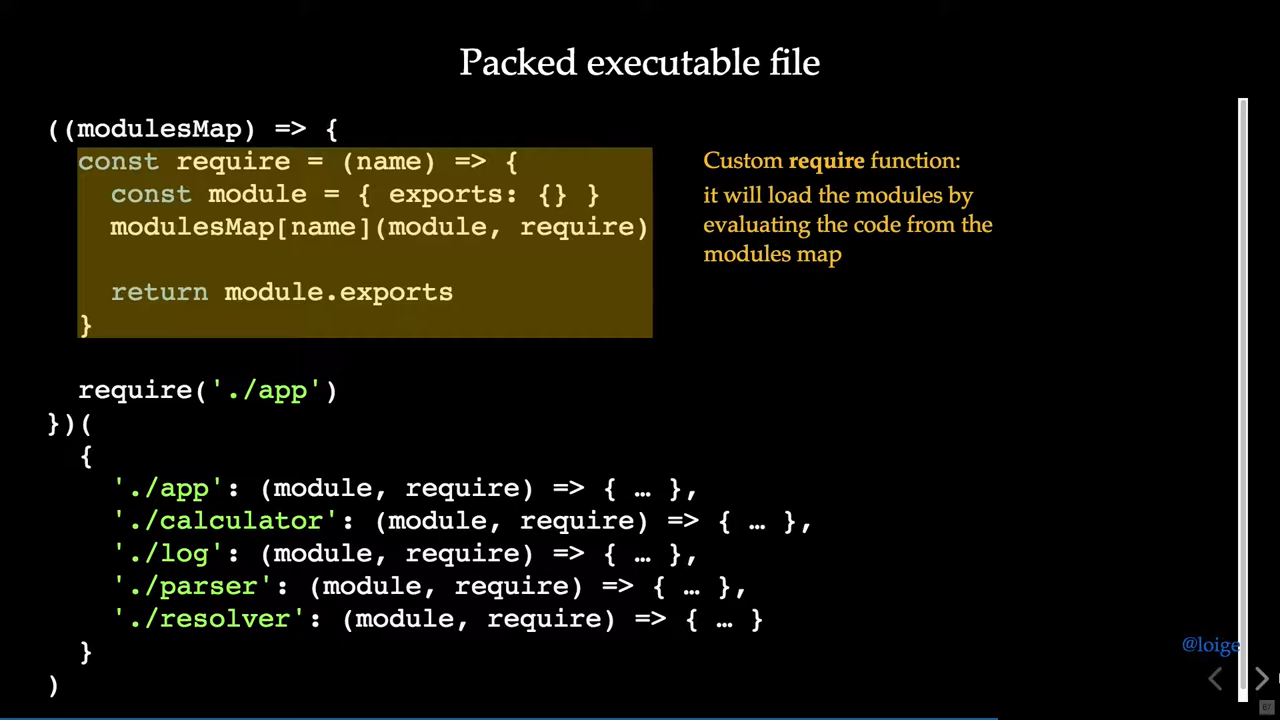 Packed executable file
((modulesMap) => {
const require = (name) => {
const module = { exports: {} }
modulesMap[name](module, require)
return module.exports
}
require('./app')
})(
{
'./app': (module, require) => { … },
'./calculator': (module, require) => { … },
'./log': (module, require) => { … },
'./parser': (module, require) => { … },
'./resolver': (module, require) => { … }
}
)
Custom require function:
it will load the modules by
evaluating the code from the
modules map
@loige
67